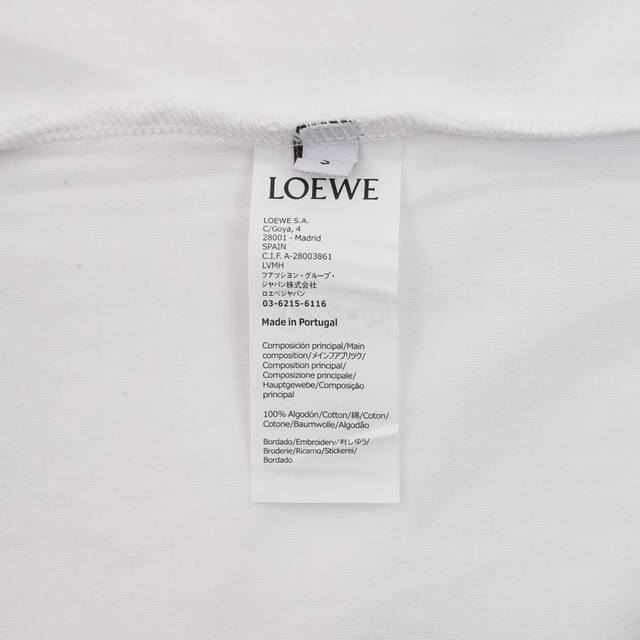 S
LOEWE
LOEWE S.A.
C/Goya, 4
28001 - Madrid
SPAIN
C.I.F. A-28003861
LVMH
ファッション・グループ・
ジャパン株式会社
ロエベジャパン
03-6215-6116
Made in Portugal
Composición principal/Main
composition/メインファブリック/
Composition principal/
Composizione principale/
Hauptgewebe/Composição
principal
100% Algodón/Cotton/綿/Coton/
Cotone/Baumwolle/Algodão
Bordado/Embroidery/刺しゅう/
Broderie/Ricamo/Stickerei/
Bordado